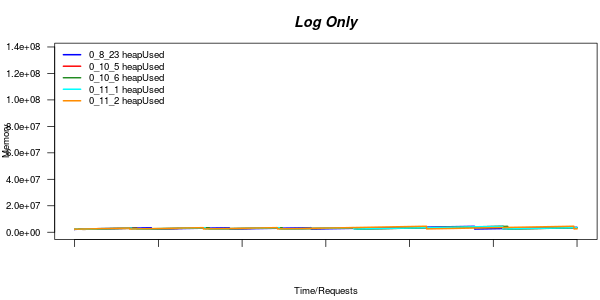 Log Only
1.4e+08
1.2e+08
1.0e+08
8.0e+07
6.0e+07
4.0e+07
2.0e+07
0.0e+00
Memory
0_8_23 heapUsed
0_10_5 heapUsed
0_10_6 heapUsed
0_11_1 heapUsed
0_11_2 heapUsed
Time/Requests